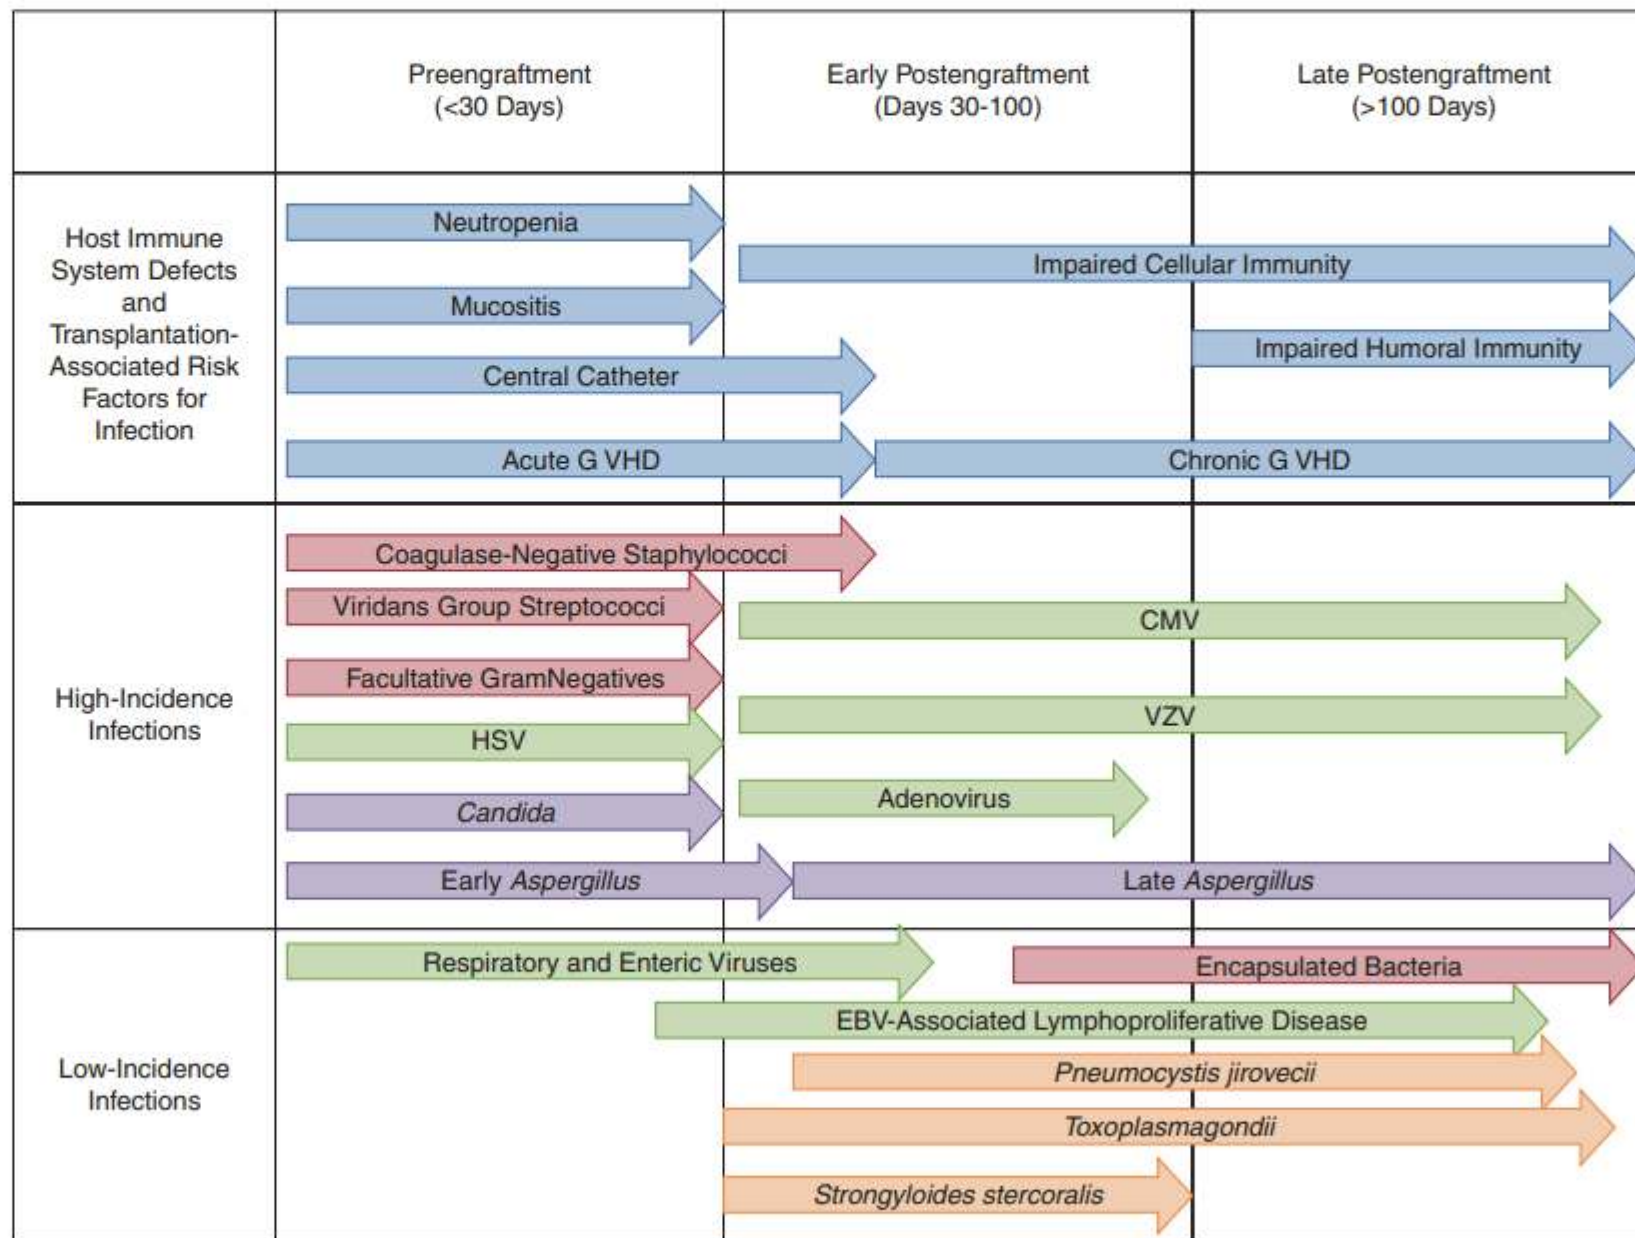 Preengraftment
(<30 Days)
Early Postengraftment
(Days 30-100)
Late Postengraftment
(>100 Days)
Host Immune
System Defects
and
Transplantation-
Associated Risk
Factors for
Infection
Neutropenia
Impaired Cellular Immunity
Mucositis
Impaired Humoral Immunity
Central Catheter
Acute G VHD
Chronic G VHD
High-Incidence
Infections
Coagulase-Negative Staphylococci
Viridans Group Streptococci
CMV
Facultative GramNegatives
VZV
HSV
Adenovirus
Candida
Early Aspergillus
Late Aspergillus
Low-Incidence
Infections
Respiratory and Enteric Viruses
Encapsulated Bacteria
EBV-Associated Lymphoproliferative Disease
Pneumocystis jirovecii
Toxoplasmagondii
Strongyloides stercoralis